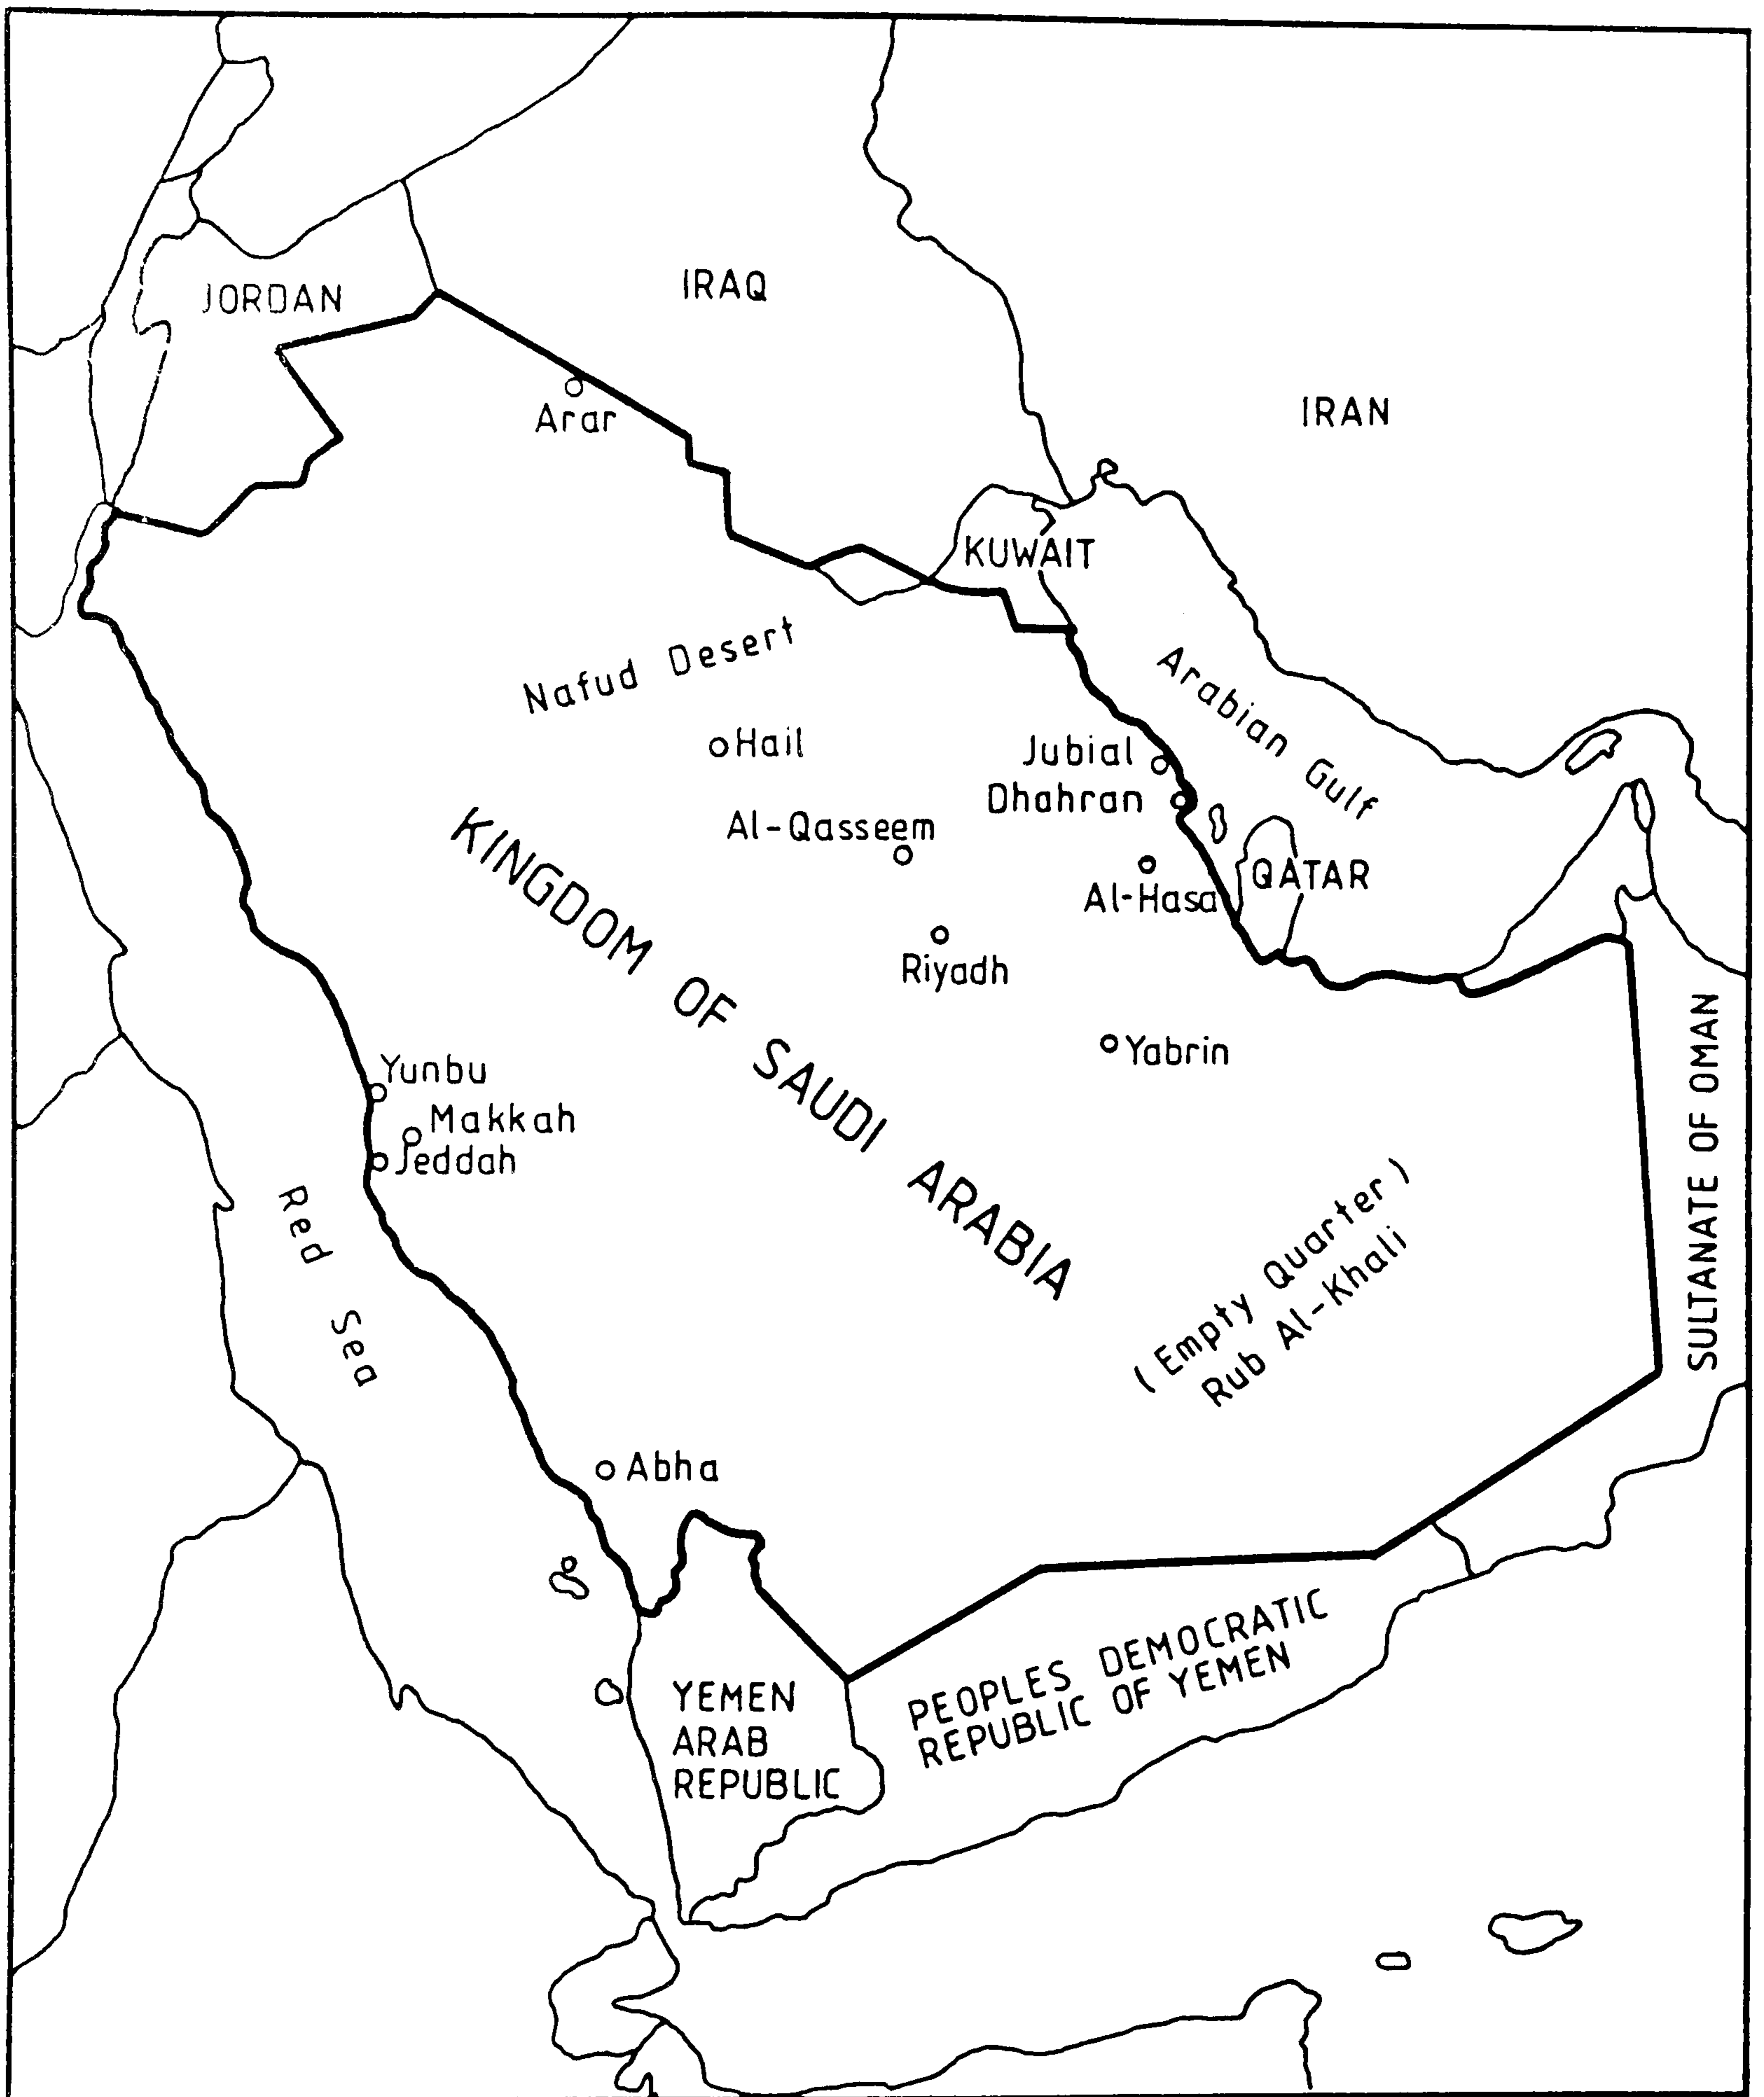 JORDAN
IRAQ
IRAN
Arar
KUWAIT
Nafud Desert
Arabian Gulf
Hail
Jubial
Dhahran
Al-Qasseem
QATAR
Al-Hasa
KINGDOM OF SAUDI ARABIA
Riyadh
Yabrin
SULTANATE OF OMAN
Yunbu
Makkah
Jeddah
Red Sea
(Empty Quarter)
Rub Al-Khali
Abha
YEMEN
ARAB
REPUBLIC
PEOPLES DEMOCRATIC
REPUBLIC OF YEMEN